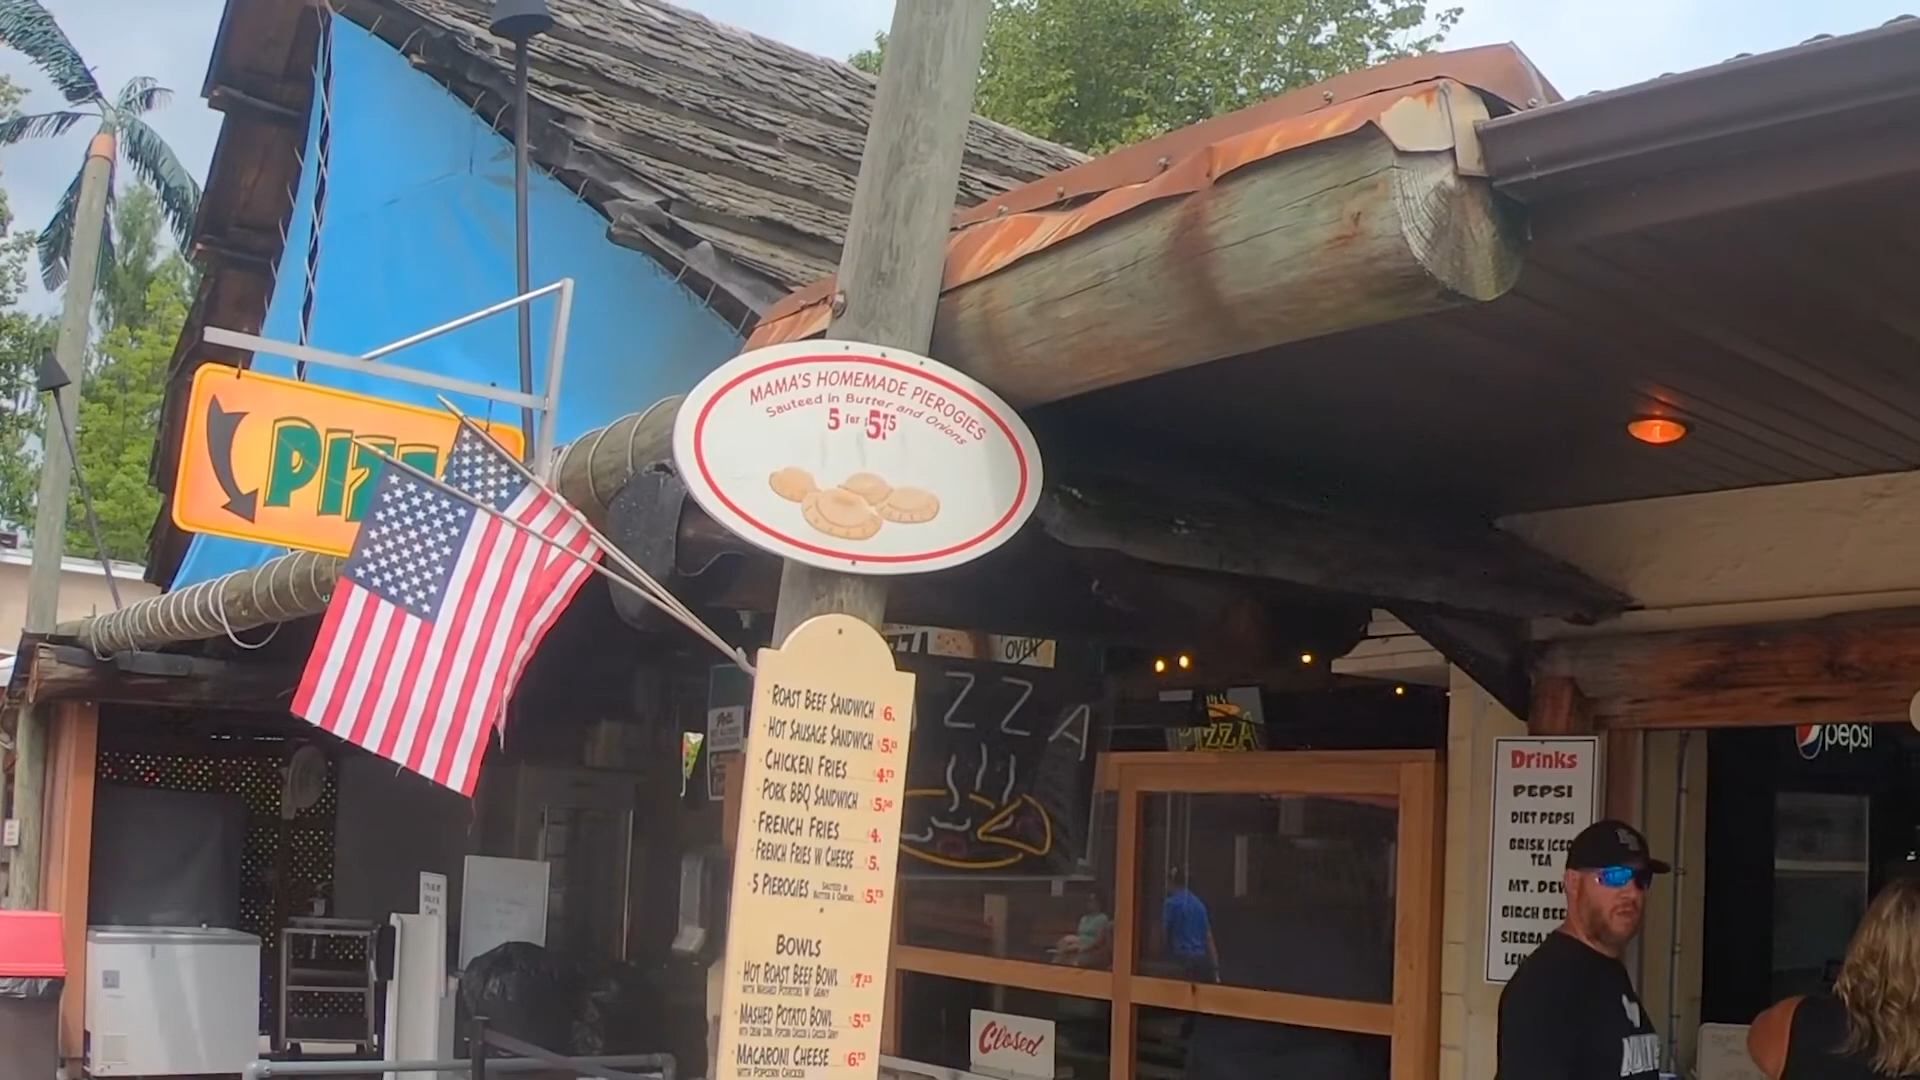 MAMA'S HOMEMADE PIEROGIES
Sauteed in Butter and Onions
5 for $5.75
ROAST BEEF SANDWICH $6.
HOT SAUSAGE SANDWICH $5.
CHICKEN FRIES $4.75
PORK BBQ SANDWICH $5.50
FRENCH FRIES $4.
FRENCH FRIES W CHEESE $5.
5 PIEROGIES SAUTEED IN BUTTER & ONIONS $5.75
BOWLS
HOT ROAST BEEF BOWL $7.
WITH MASHED POTATOES W GRAVY
MASHED POTATO BOWL $5.75
MACARONI CHEESE $6.75
WITH POPCORN CHICKEN
OVEN
ZZA
PIZZA
Closed
pepsi
Drinks
PEPSI
DIET PEPSI
BRISK ICED
TEA
MT. DEW
BIRCH BEE
SIERRA